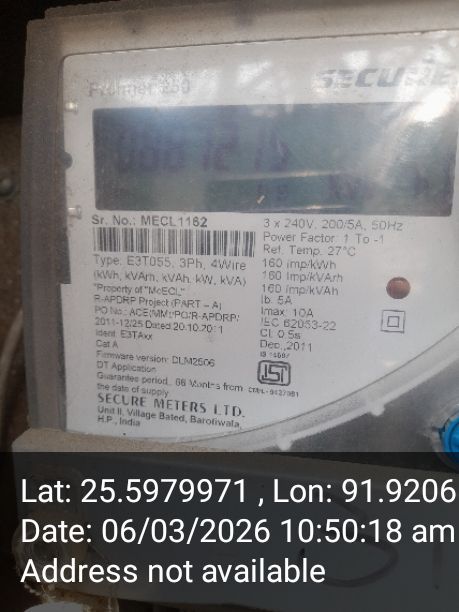 SECURE
Sr. No.: MECL1162
3 x 240V, 200/5A, 50Hz
Power Factor: 1 To -1
Ref. Temp. 27°C
Type: E3T055, 3Ph, 4Wire
(kWh, kVArh, kVAh, kW, kVA)
160 imp/kWh
160 imp/kVArh
160 imp/kVAh
"Property of "MeECL"
R-APDRP Project (PART – A)
PO No.: ACE(MM)/PO/R-APDRP/
2011-12/25 Dated 20.10.2011
Ib. 5A
Imax: 10A
IEC 62053-22
Cl. 0.5s
Dec.,2011
Ident: E3TAxx
Cat A
Firmware version: DLM2506
DT Application
Guarantee period.. 66 Months from
the date of supply
SECURE METERS LTD.
Unit II, Village Bated, Barotiwala,
H.P., India
Lat: 25.5979971 , Lon: 91.9206
Date: 06/03/2026 10:50:18 am
Address not available